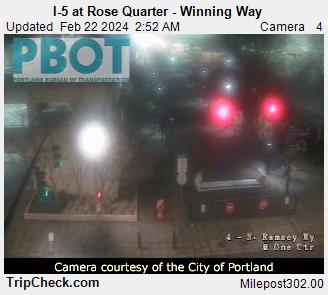 I-5 at Rose Quarter - Winning Way
Updated Feb 22 2024 2:52 AM Camera 4
PBOT
PORTLAND BUREAU OF TRANSPORTATION
4 - N. Ramsey Wy
@ One Ctr
Camera courtesy of the City of Portland
TripCheck.com Milepost302.00